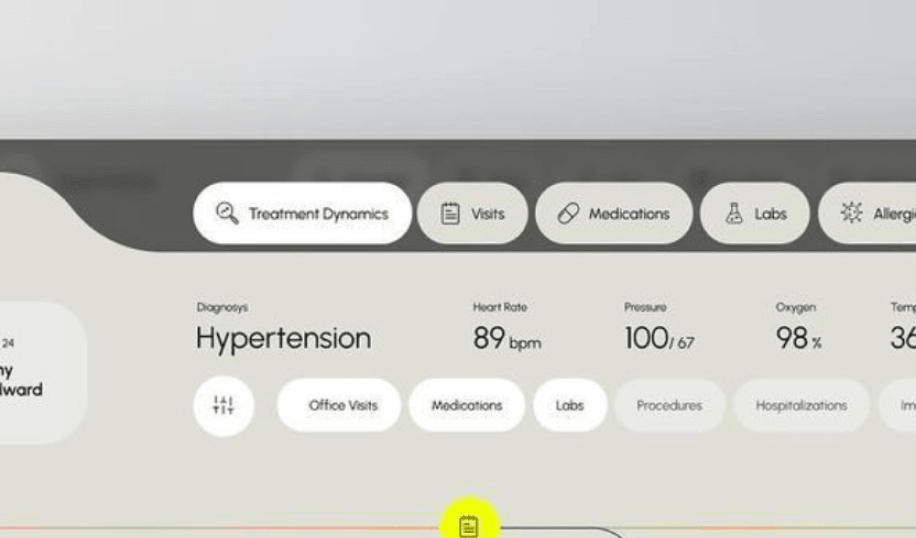 Treatment Dynamics Visits Medications Labs
Diagnosys Heart Rate Pressure Oxygen
Hypertension 89 bpm 100/ 67 98 %
24
Office Visits Medications Labs Procedures Hospitalizations